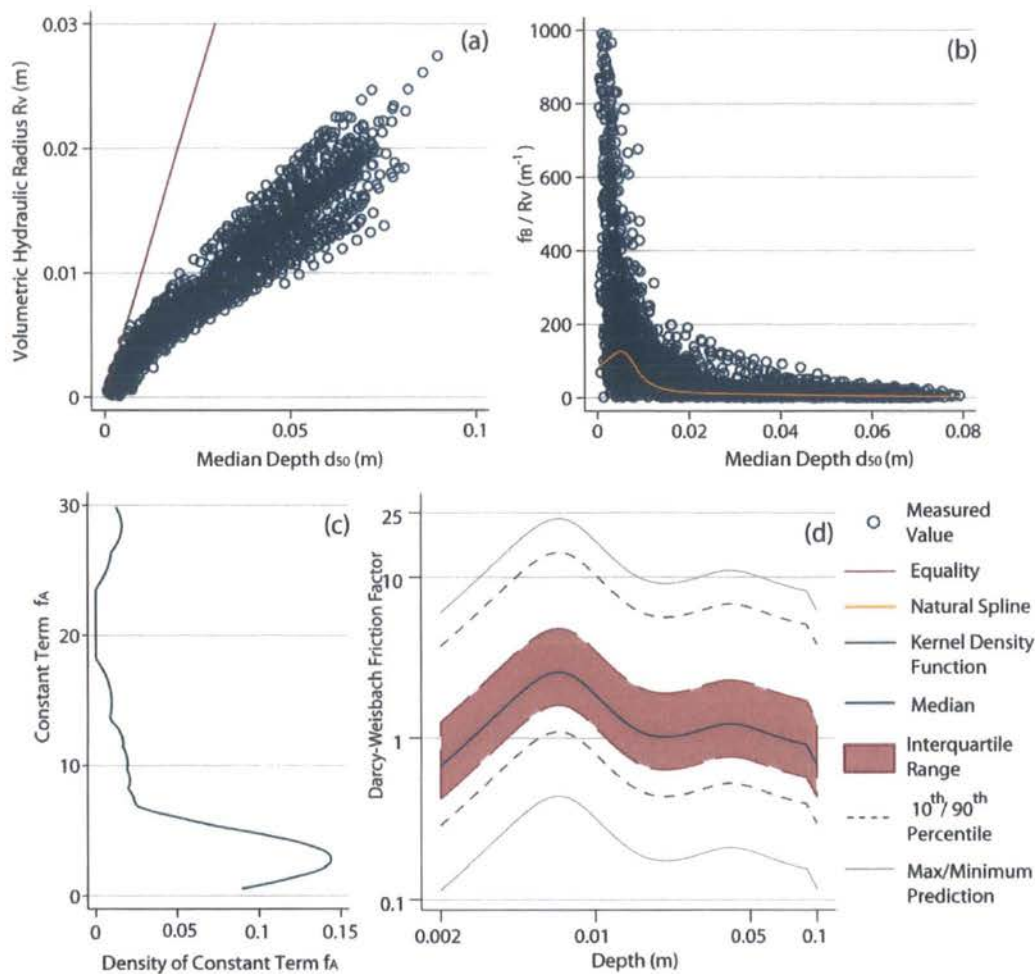 (a)
0.03
0.02
0.01
0
0
0.05
0.1
Volumetric Hydraulic Radius Rv (m)
Median Depth d50 (m)
(b)
1000
800
600
400
200
0
0
0.02
0.04
0.06
0.08
fB / Rv (m⁻¹)
Median Depth d50 (m)
(c)
30
20
10
0
0
0.05
0.1
0.15
Constant Term fA
Density of Constant Term fA
(d)
25
10
1
0.1
0.002
0.01
0.05
0.1
Darcy-Weisbach Friction Factor
Depth (m)
Measured
Value
Equality
Natural Spline
Kernel Density
Function
Median
Interquartile
Range
10th/ 90th
Percentile
Max/Minimum
Prediction